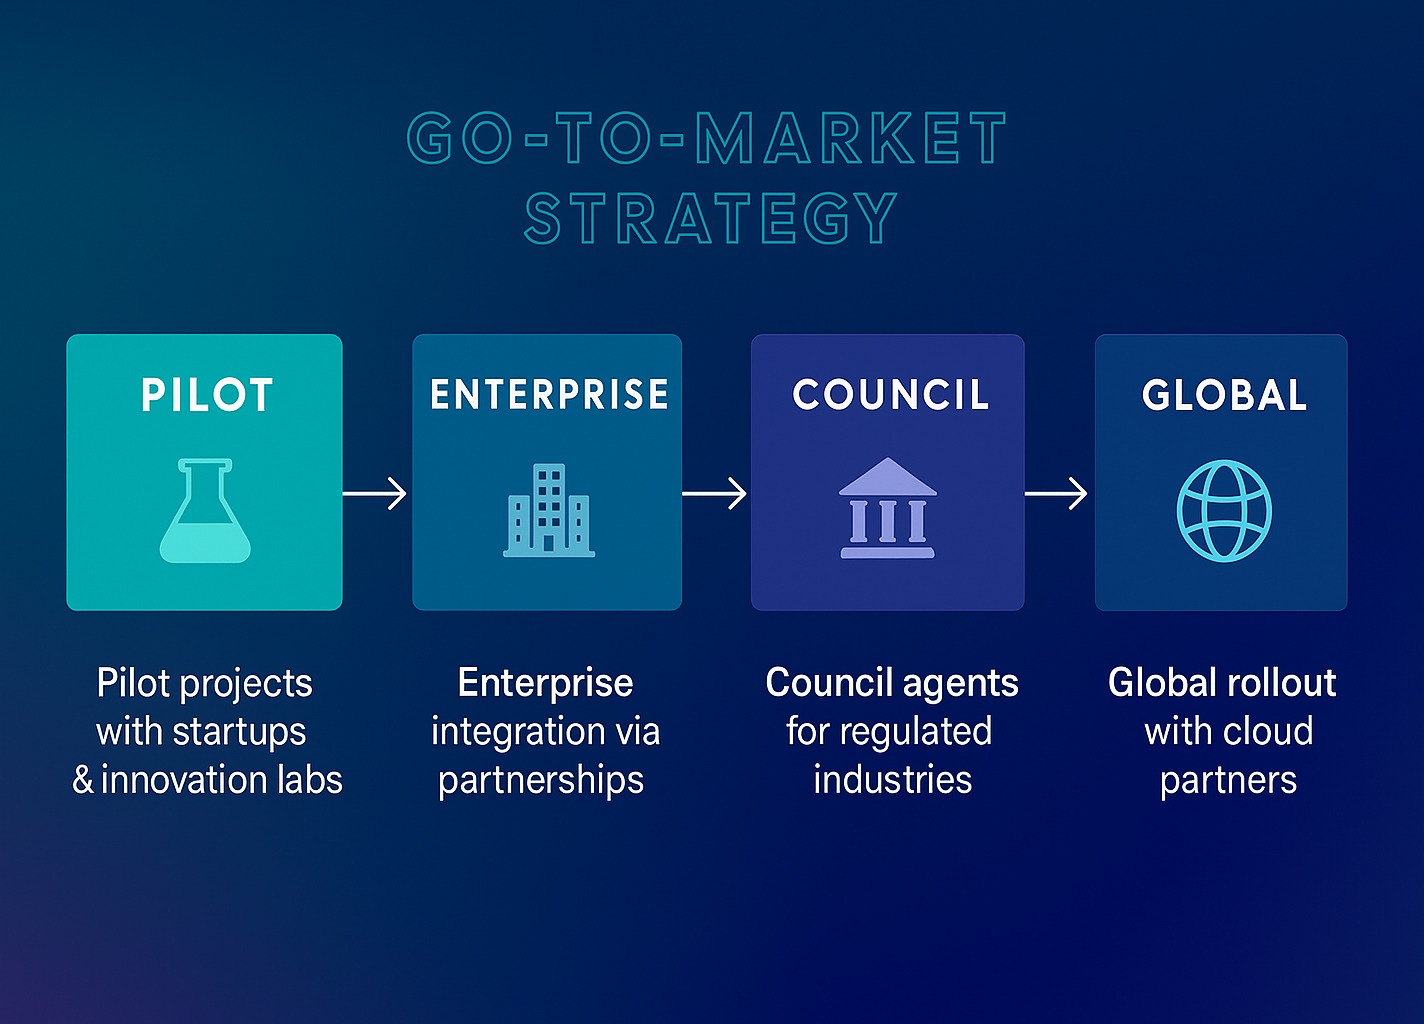 GO-TO-MARKET
STRATEGY
PILOT
ENTERPRISE
COUNCIL
GLOBAL
Pilot projects
with startups
& innovation labs
Enterprise
integration via
partnerships
Council agents
for regulated
industries
Global rollout
with cloud
partners